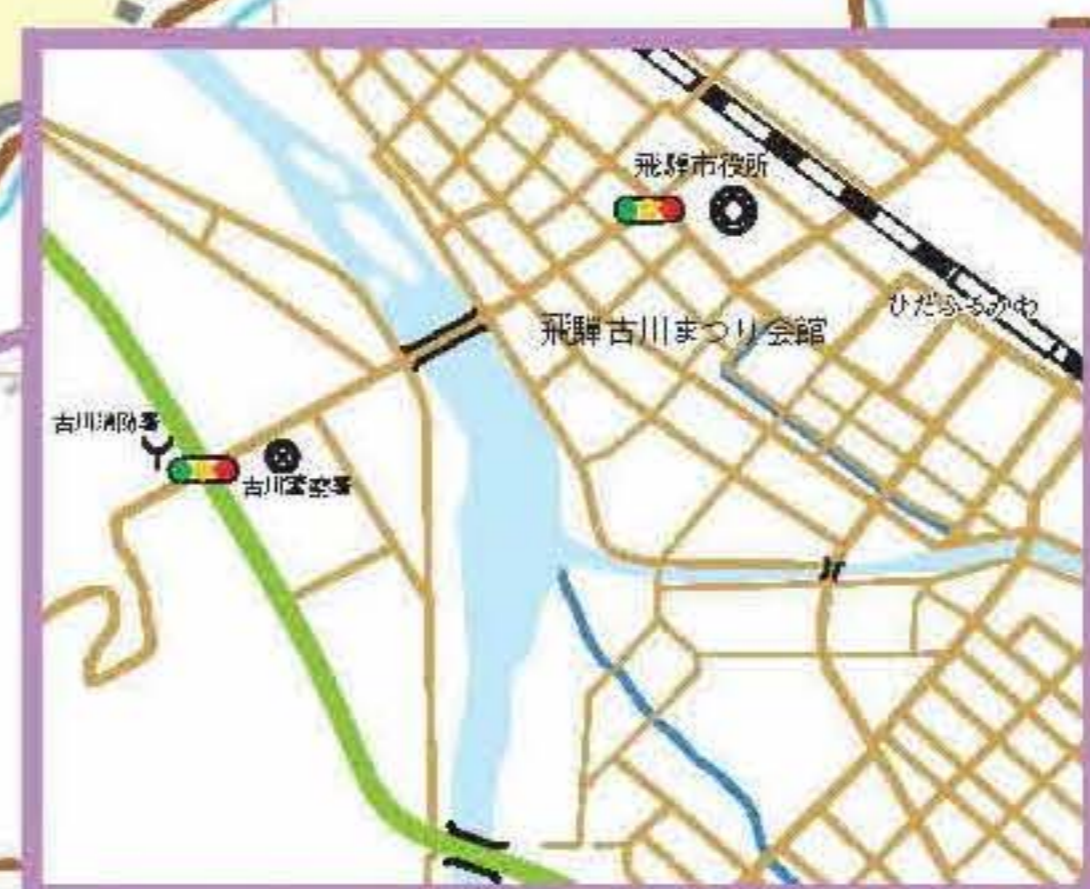 飛騨市役所
ひだふるかわ
飛騨古川まつり会館
古川消防署
古川警察署